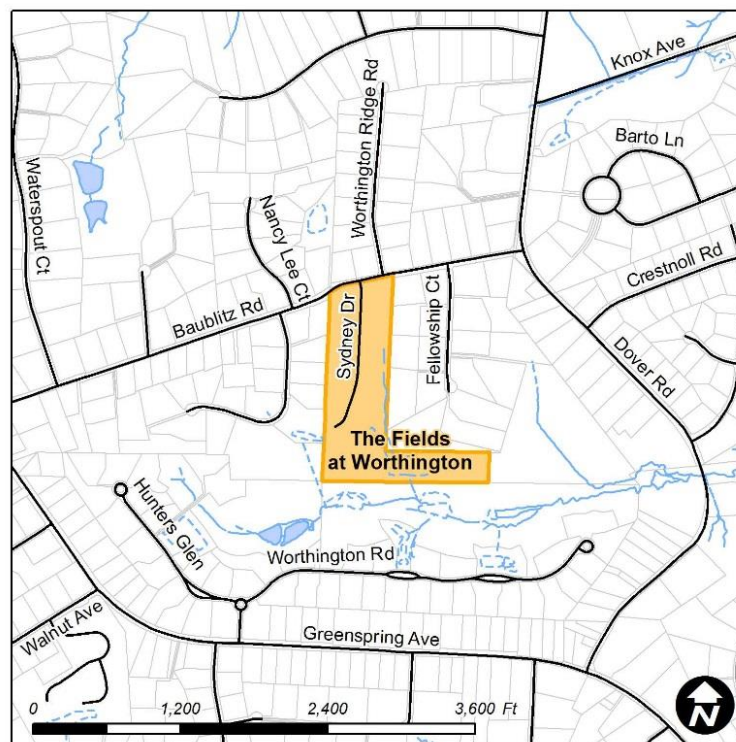 Knox Ave
Worthington Ridge Rd
Barto Ln
Waterspout Ct
Nancy Lee Ct
Crestnoll Rd
Baublitz Rd
Sydney Dr
Fellowship Ct
Dover Rd
The Fields
at Worthington
Hunters Glen
Worthington Rd
Walnut Ave
Greenspring Ave
0 1,200 2,400 3,600 Ft
N